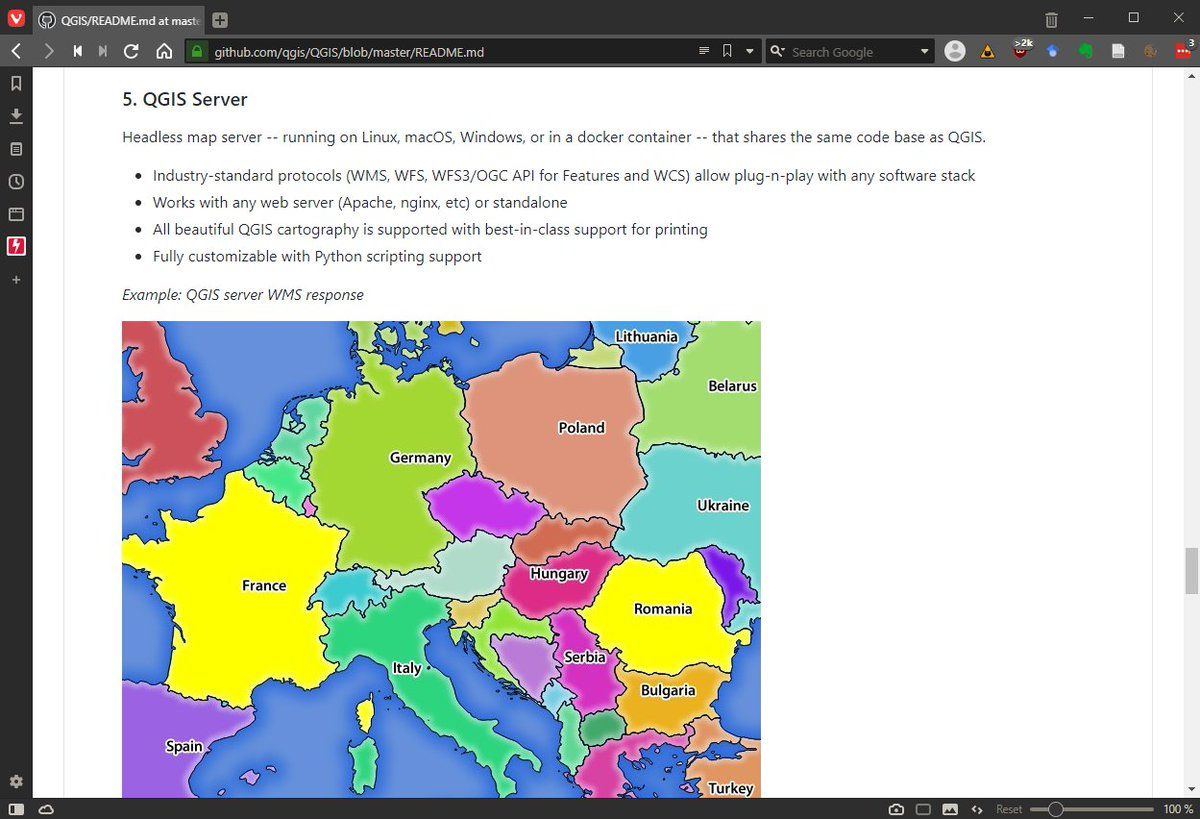 QGIS/README.md at maste
github.com/qgis/QGIS/blob/master/README.md
Search Google
>2k
3
5. QGIS Server
Headless map server -- running on Linux, macOS, Windows, or in a docker container -- that shares the same code base as QGIS.
Industry-standard protocols (WMS, WFS, WFS3/OGC API for Features and WCS) allow plug-n-play with any software stack
Works with any web server (Apache, nginx, etc) or standalone
All beautiful QGIS cartography is supported with best-in-class support for printing
Fully customizable with Python scripting support
Example: QGIS server WMS response
Lithuania
Belarus
Poland
Germany
Ukraine
Hungary
France
Romania
Serbia
Italy
Bulgaria
Spain
Turkey
Reset
100 %